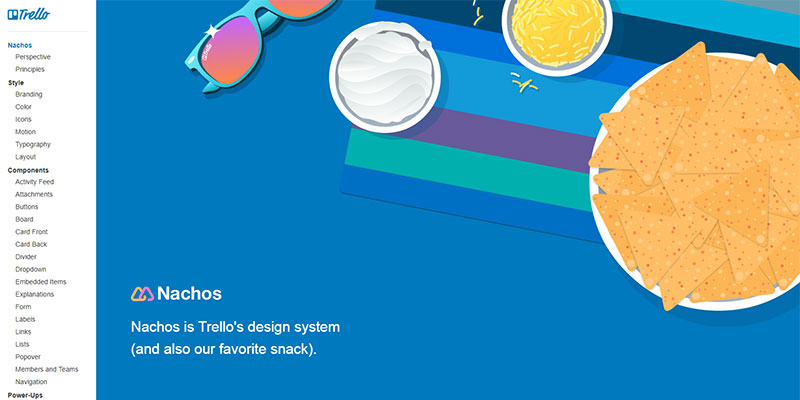 Trello
Nachos
Perspective
Principles
Style
Branding
Color
Icons
Motion
Typography
Layout
Components
Activity Feed
Attachments
Buttons
Board
Card Front
Card Back
Divider
Dropdown
Embedded Items
Explanations
Form
Labels
Links
Lists
Popover
Members and Teams
Navigation
Power-Ups
Nachos
Nachos is Trello's design system
(and also our favorite snack).